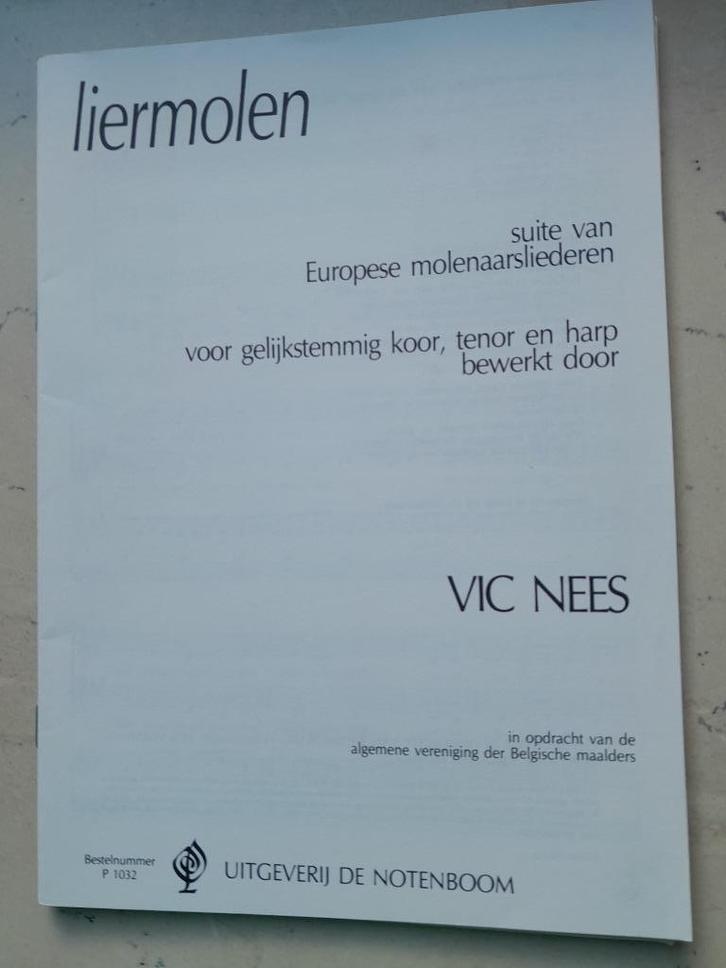 liermolen
suite van
Europese molenaarsliederen
voor gelijkstemmig koor, tenor en harp
bewerkt door
VIC NEES
in opdracht van de
algemene vereniging der Belgische maalders
Bestelnummer
P 1032
UITGEVERIJ DE NOTENBOOM